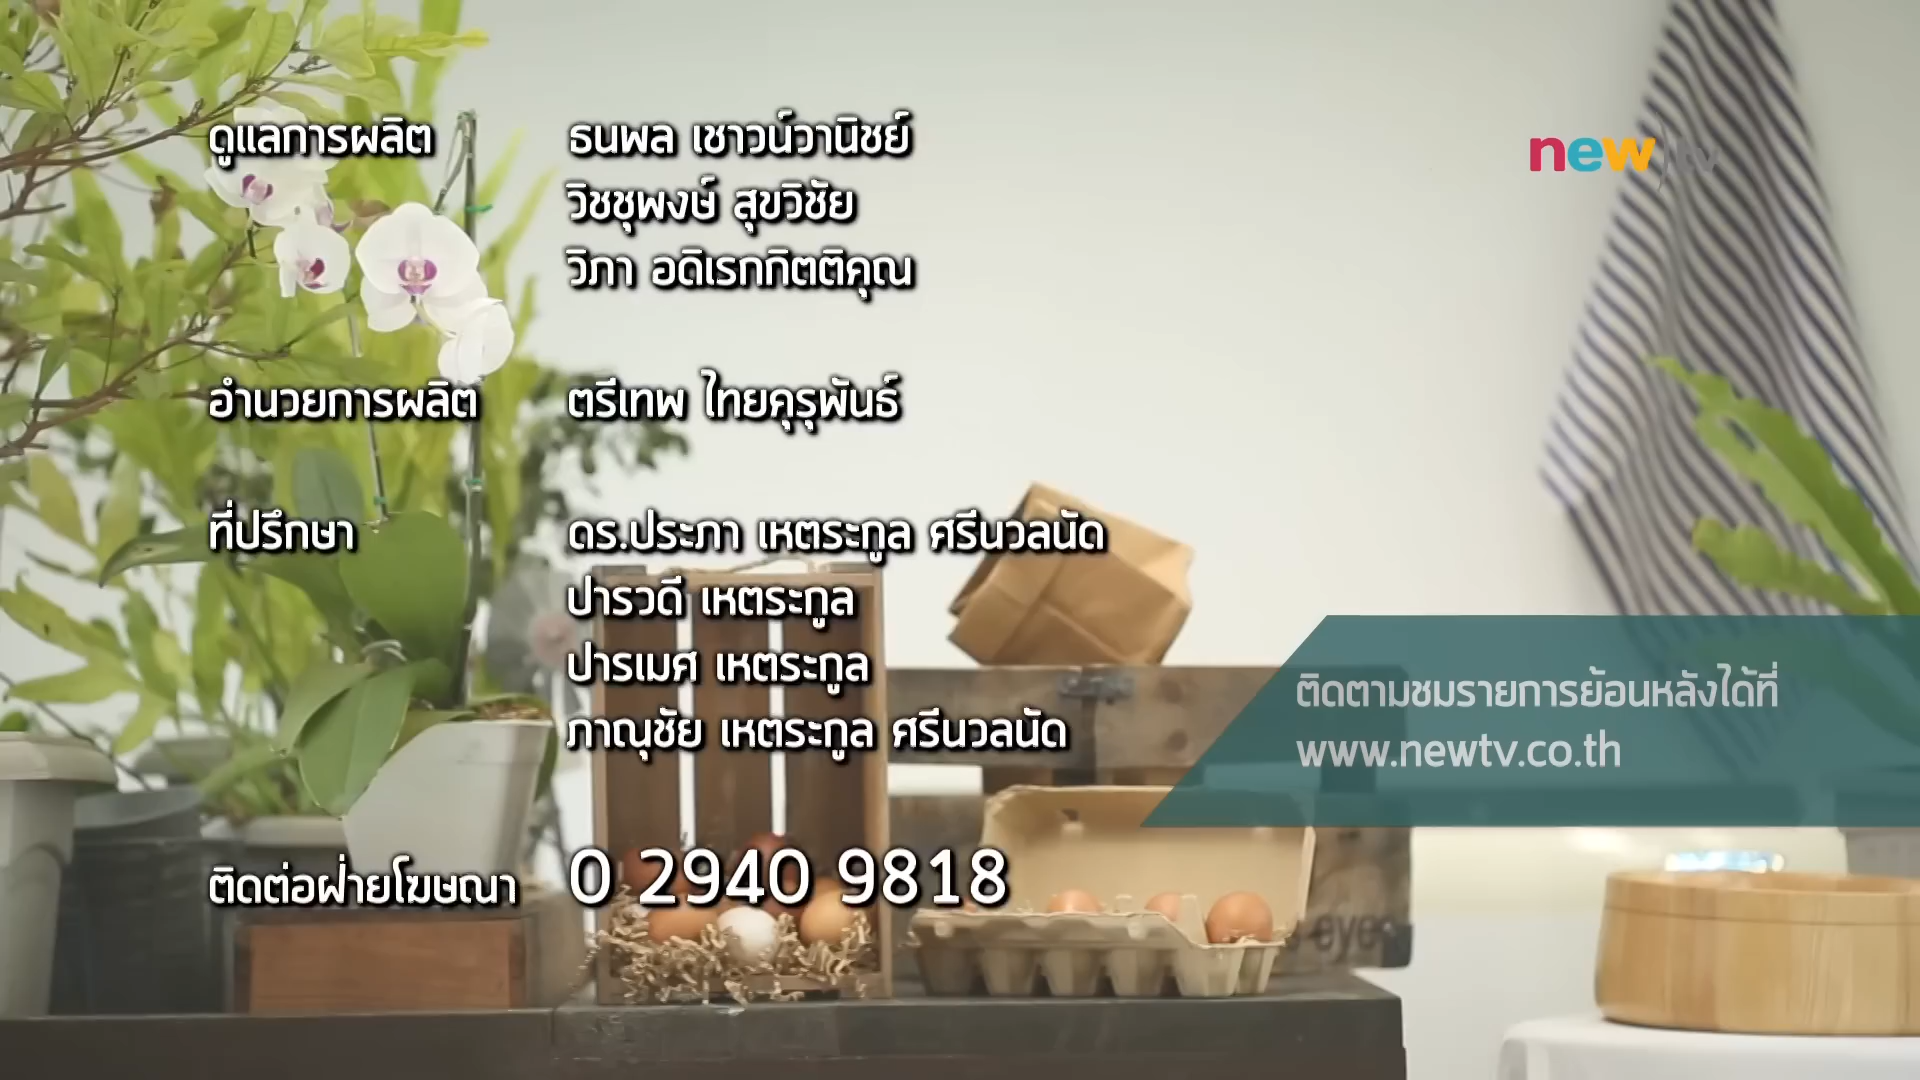 ดูแลการผลิต ธนพล เชาวน์วานิชย์
วิชชุพงษ์ สุขวิชัย
วิภา อดิเรกกิตติคุณ
อำนวยการผลิต ตรีเทพ ไทยคุรุพันธ์
ที่ปรึกษา ดร.ประภา เหตระกูล ศรีนวลนัด
ปารวดี เหตระกูล
ปารเมศ เหตระกูล
ภาณุชัย เหตระกูล ศรีนวลนัด
ติดต่อฝ่ายโฆษณา 0 2940 9818
new)tv
ติดตามชมรายการย้อนหลังได้ที่
www.newtv.co.th